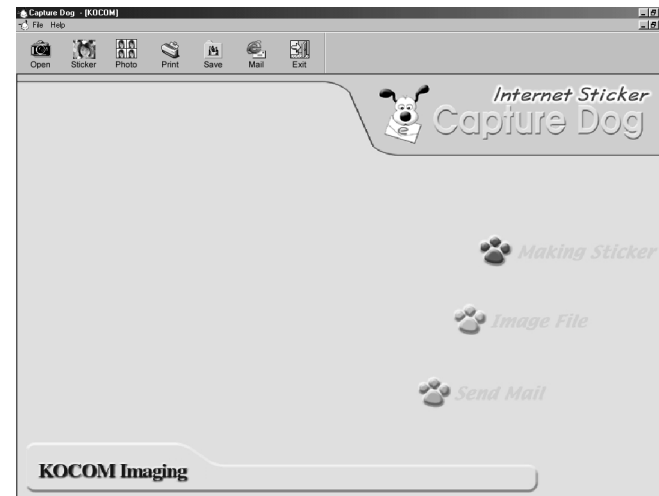 Capture Dog - [KOCOM]
File Help
Open Sticker Photo Print Save Mail Exit
Internet Sticker
Capture Dog
e
Making Sticker
Image File
Send Mail
KOCOM Imaging